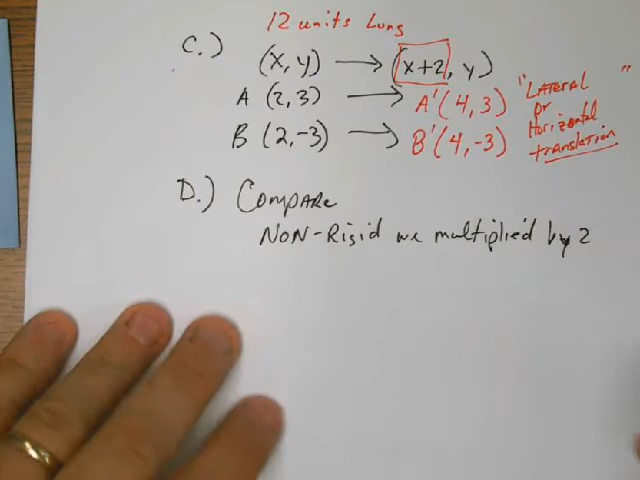 12 units Long
C.) (x, y) → (x+2, y)
A (2, 3) → A'(4, 3)
B (2, -3) → B'(4, -3)
"Lateral "
or
Horizontal
translation
D.) Compare
Non-Rigid we multiplied by 2